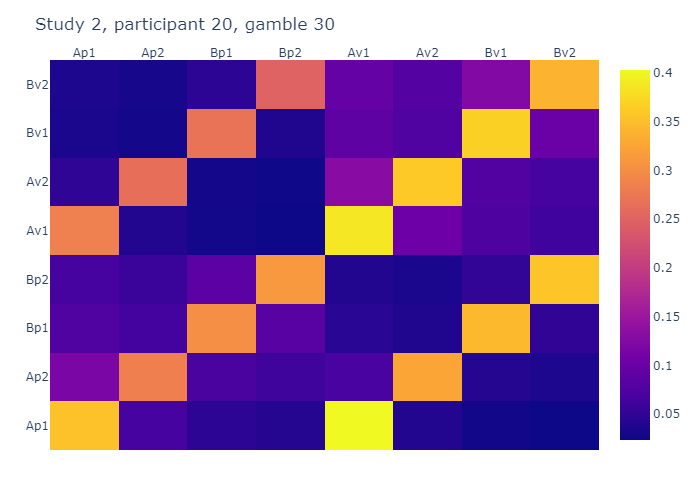 Study 2, participant 20, gamble 30
Ap1 Ap2 Bp1 Bp2 Av1 Av2 Bv1 Bv2
Bv2
Bv1
Av2
Av1
Bp2
Bp1
Ap2
Ap1
0.4
0.35
0.3
0.25
0.2
0.15
0.1
0.05